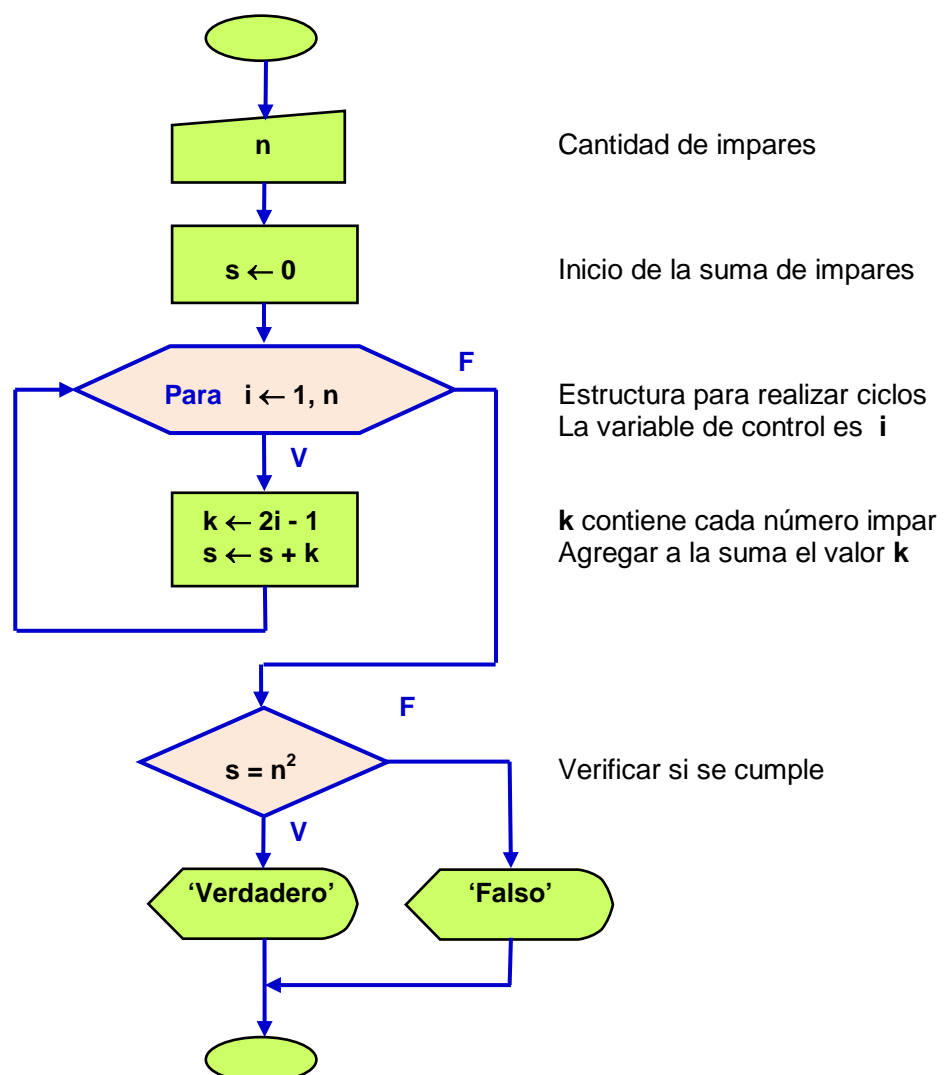 n
Cantidad de impares
s ← 0
Inicio de la suma de impares
F
Para i ← 1, n
Estructura para realizar ciclos
La variable de control es i
V
k ← 2i - 1
s ← s + k
k contiene cada número impar
Agregar a la suma el valor k
F
s = n²
Verificar si se cumple
V
‘Verdadero’
‘Falso’